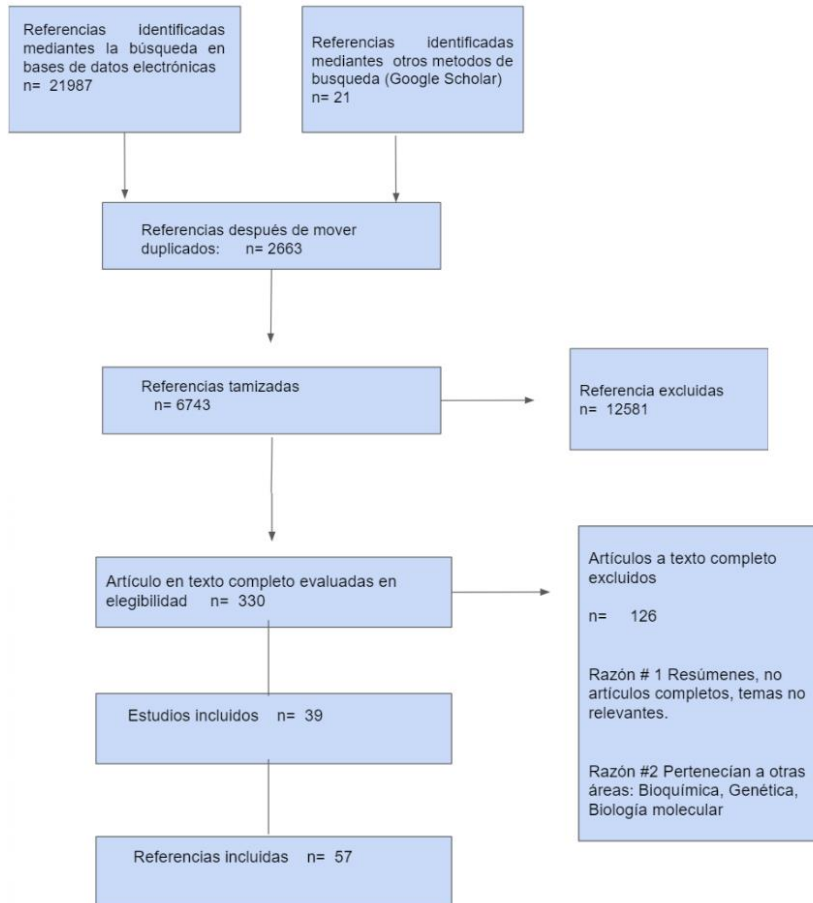 Referencias identificadas
mediantes la búsqueda en
bases de datos electrónicas
n= 21987
Referencias identificadas
mediantes otros metodos de
busqueda (Google Scholar)
n= 21
Referencias después de mover
duplicados: n= 2663
Referencias tamizadas
n= 6743
Referencia excluidas
n= 12581
Artículo en texto completo evaluadas en
elegibilidad n= 330
Artículos a texto completo
excluidos
n= 126
Razón # 1 Resúmenes, no
artículos completos, temas no
relevantes.
Razón #2 Pertenecían a otras
áreas: Bioquímica, Genética,
Biología molecular
Estudios incluidos n= 39
Referencias incluidas n= 57